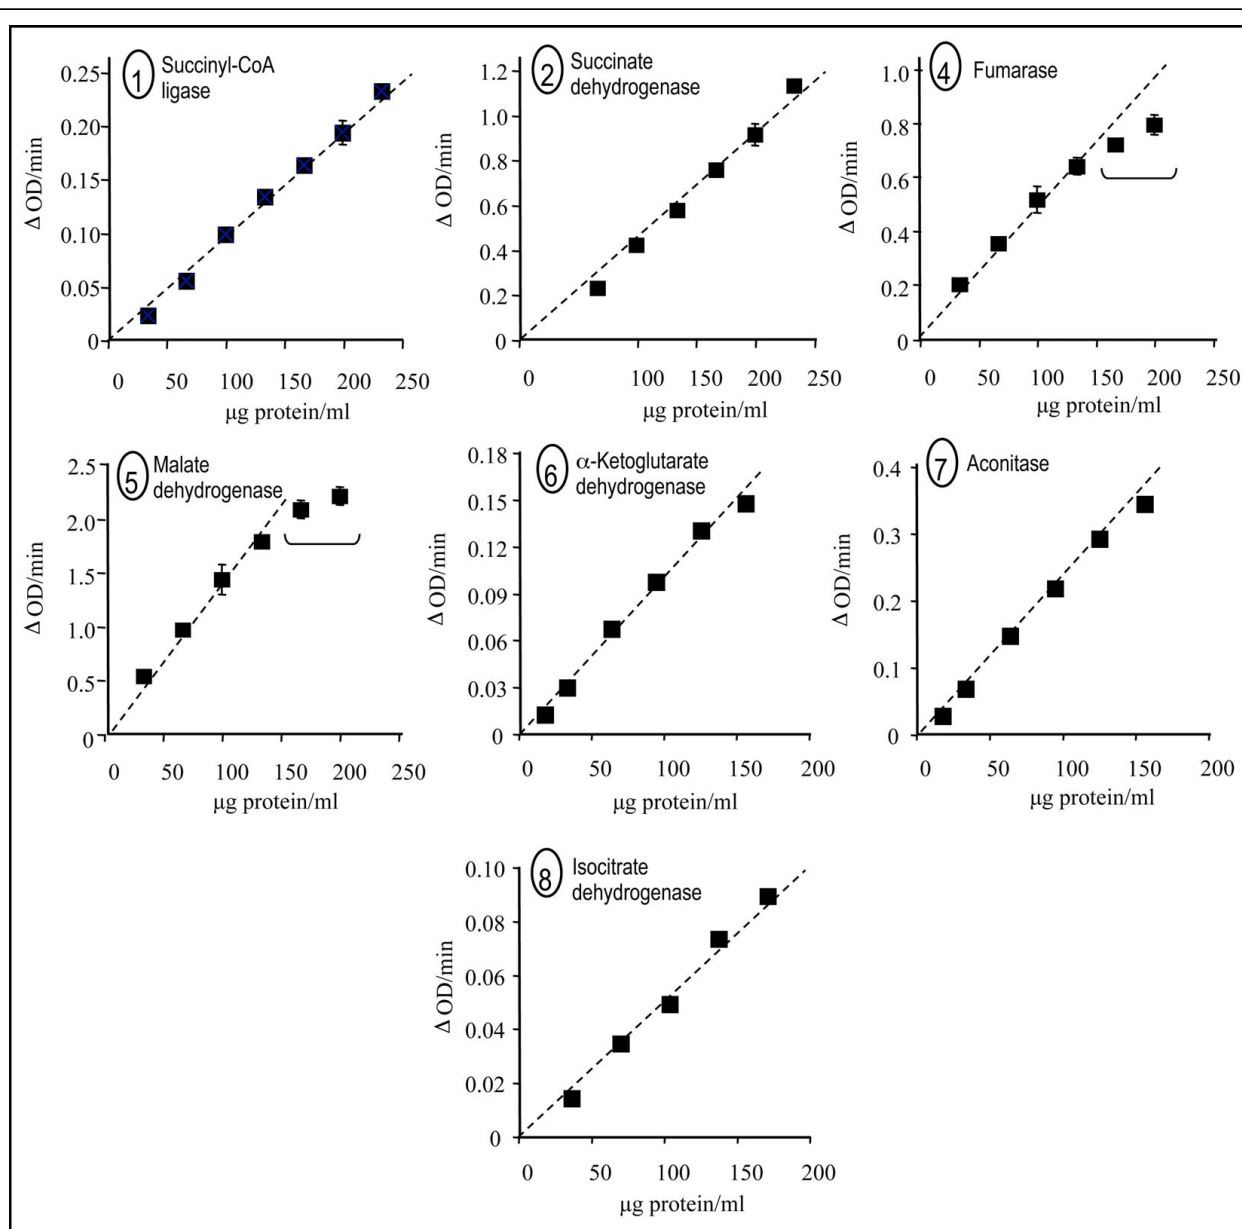 1 Succinyl-CoA
ligase
0.25
0.20
0.15
0.10
0.05
0
Δ OD/min
0 50 100 150 200 250
μg protein/ml
2 Succinate
dehydrogenase
1.2
1.0
0.8
0.6
0.4
0.2
0
Δ OD/min
0 100 150 200 250
μg protein/ml
4 Fumarase
1.0
0.8
0.6
0.4
0.2
0
Δ OD/min
0 50 100 150 200 250
μg protein/ml
5 Malate
dehydrogenase
2.5
2.0
1.5
1.0
0.5
0
Δ OD/min
0 50 100 150 200 250
μg protein/ml
6 α-Ketoglutarate
dehydrogenase
0.18
0.15
0.12
0.09
0.06
0.03
0
Δ OD/min
0 50 100 150 200
μg protein/ml
7 Aconitase
0.4
0.3
0.2
0.1
0
Δ OD/min
0 50 100 150 200
μg protein/ml
8 Isocitrate
dehydrogenase
0.10
0.08
0.06
0.04
0.02
0
Δ OD/min
0 50 100 150 200
μg protein/ml